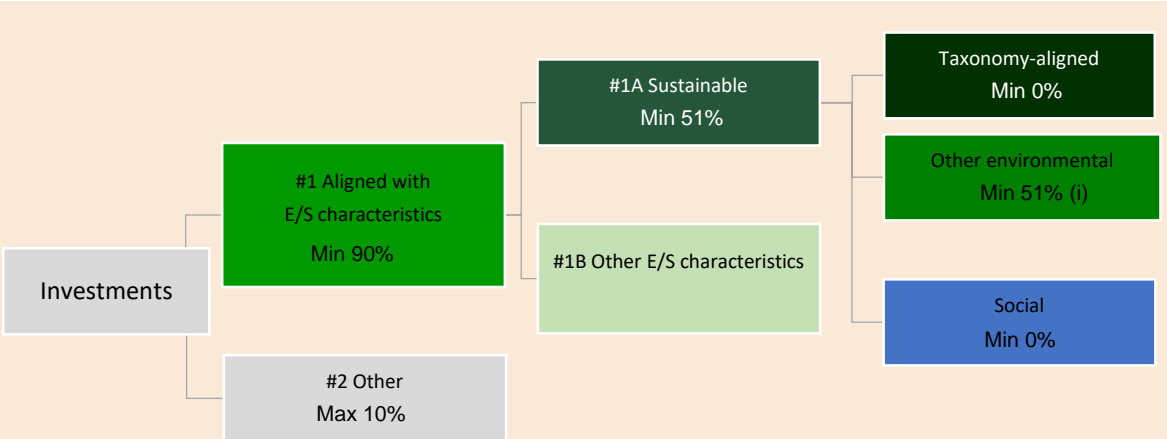 Investments
#1 Aligned with
E/S characteristics
Min 90%
#2 Other
Max 10%
#1A Sustainable
Min 51%
#1B Other E/S characteristics
Taxonomy-aligned
Min 0%
Other environmental
Min 51% (i)
Social
Min 0%